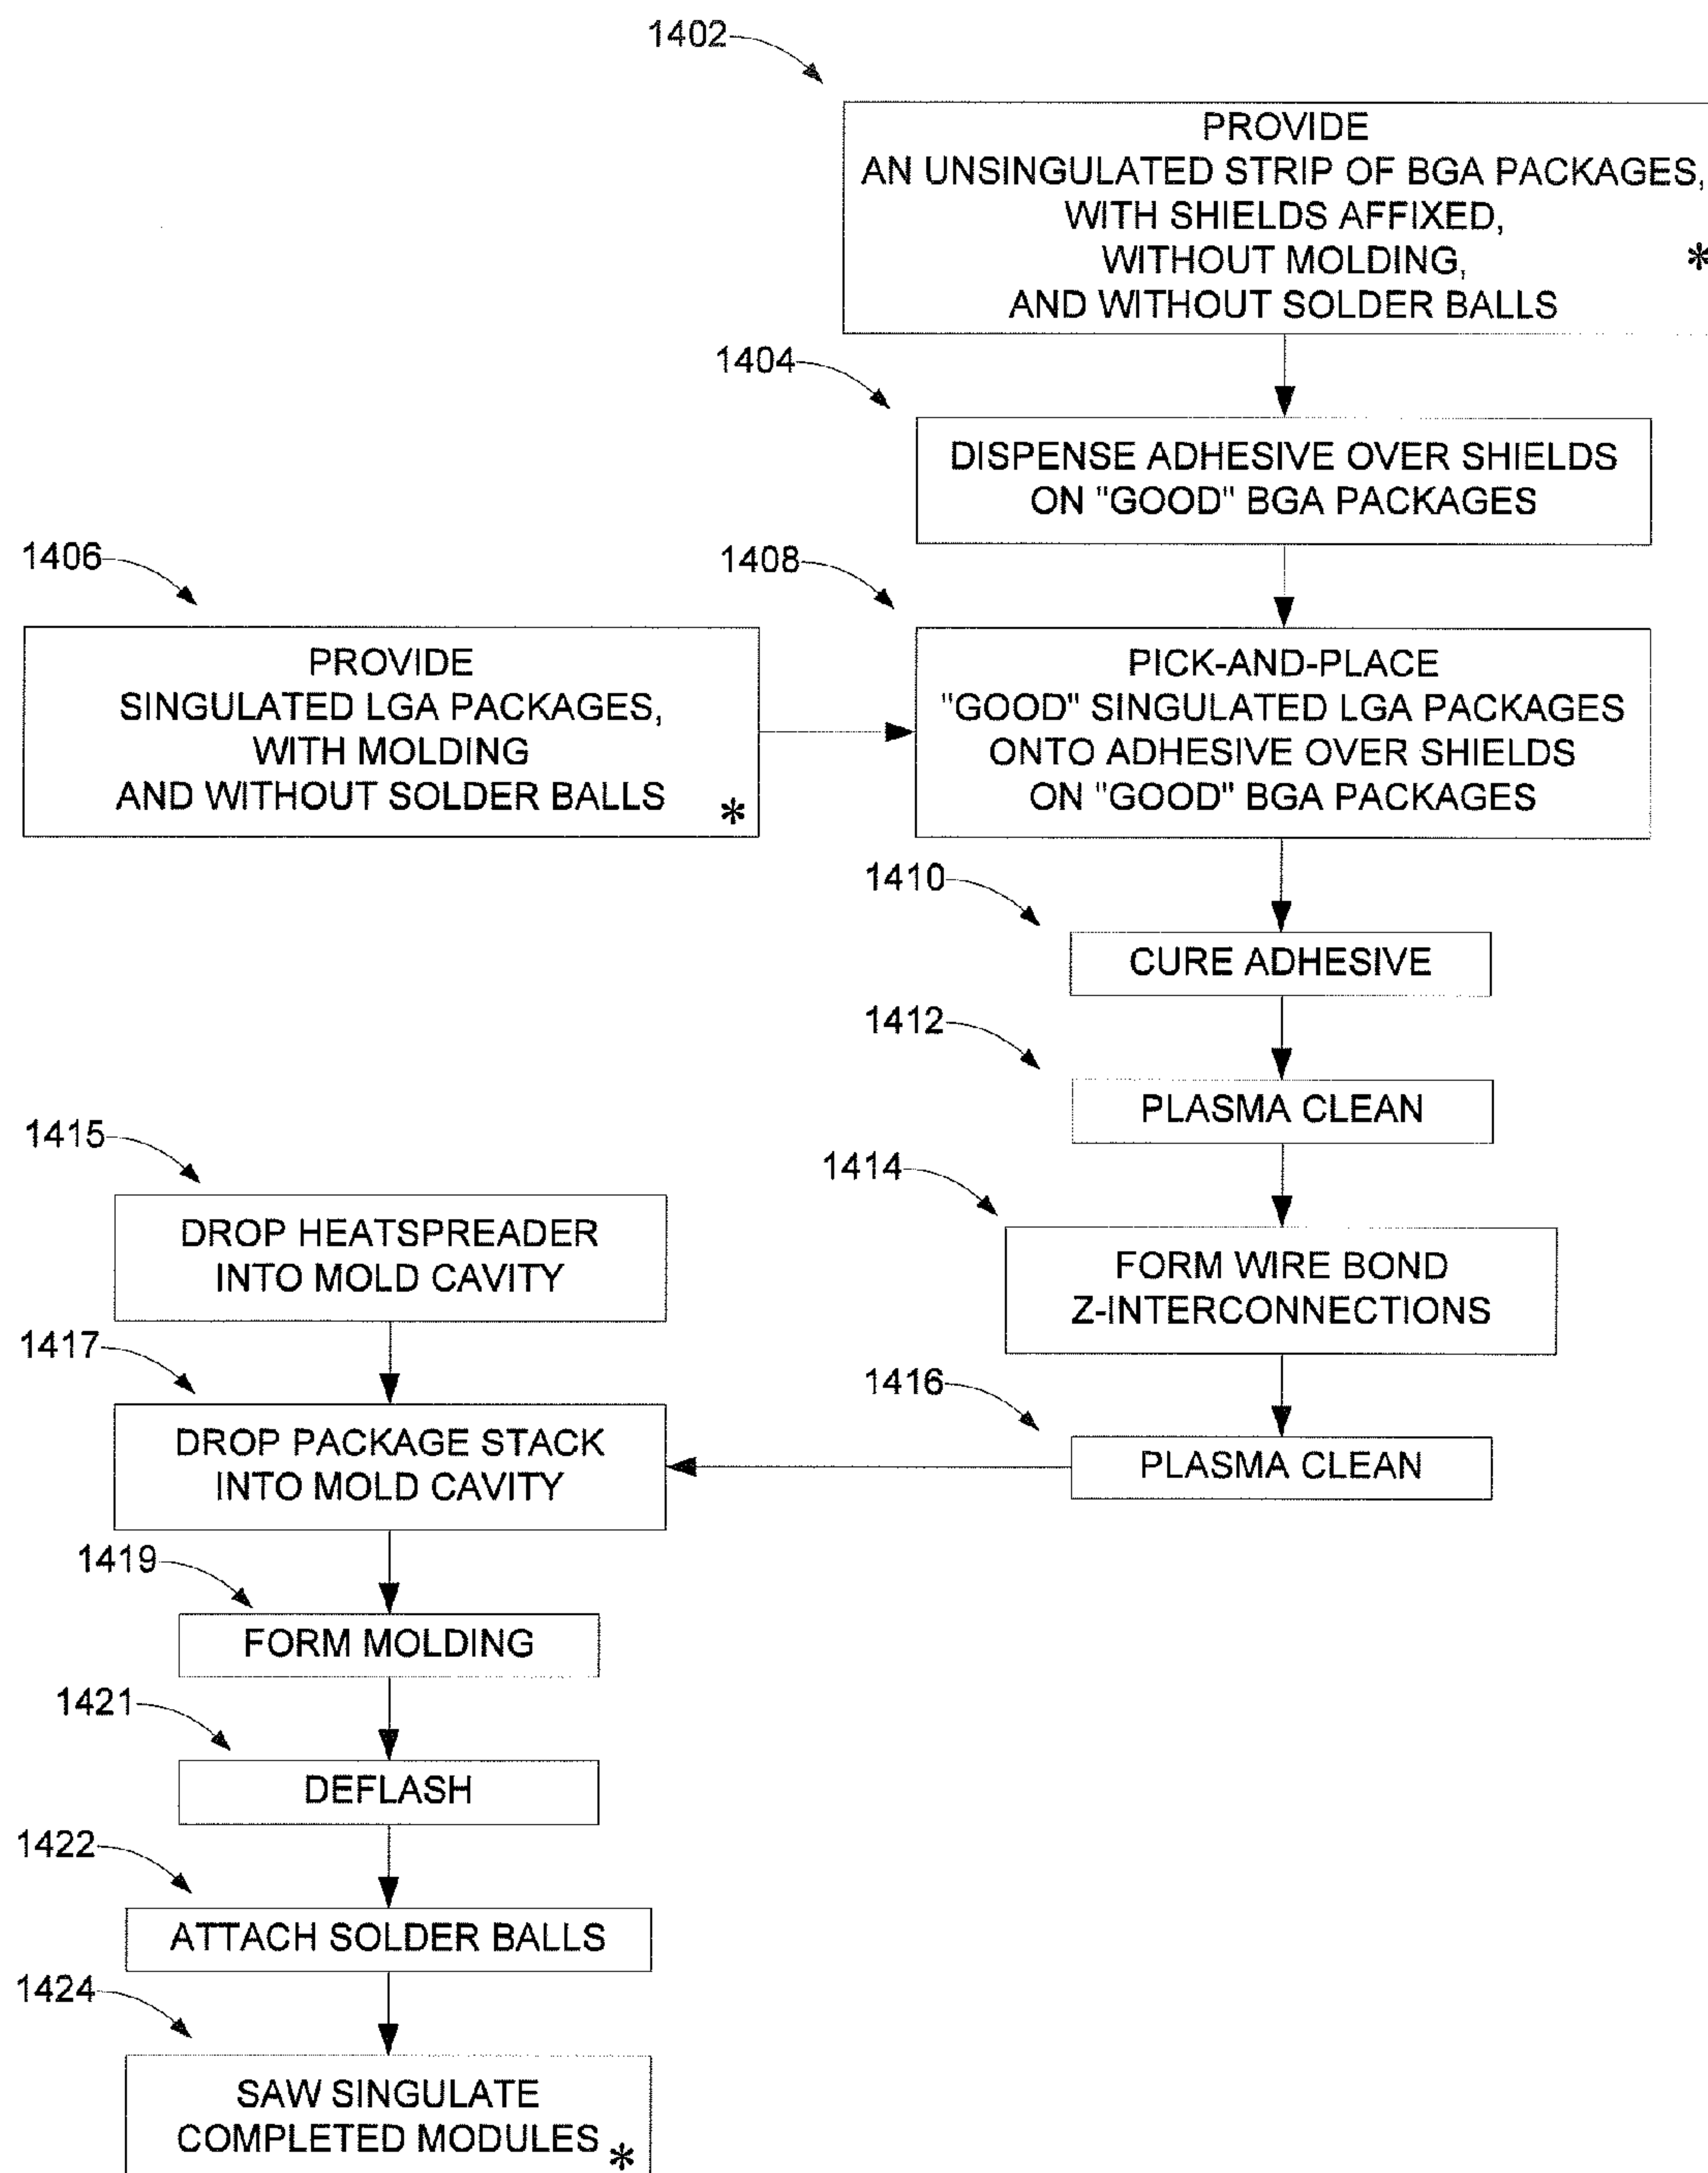 1402
PROVIDE
AN UNSINGULATED STRIP OF BGA PACKAGES,
WITH SHIELDS AFFIXED,
WITHOUT MOLDING,
AND WITHOUT SOLDER BALLS
*
1404
DISPENSE ADHESIVE OVER SHIELDS
ON "GOOD" BGA PACKAGES
1406
PROVIDE
SINGULATED LGA PACKAGES,
WITH MOLDING
AND WITHOUT SOLDER BALLS
*
1408
PICK-AND-PLACE
"GOOD" SINGULATED LGA PACKAGES
ONTO ADHESIVE OVER SHIELDS
ON "GOOD" BGA PACKAGES
1410
CURE ADHESIVE
1412
PLASMA CLEAN
1414
FORM WIRE BOND
Z-INTERCONNECTIONS
1416
PLASMA CLEAN
1415
DROP HEATSPREADER
INTO MOLD CAVITY
1417
DROP PACKAGE STACK
INTO MOLD CAVITY
1419
FORM MOLDING
1421
DEFLASH
1422
ATTACH SOLDER BALLS
1424
SAW SINGULATE
COMPLETED MODULES
*